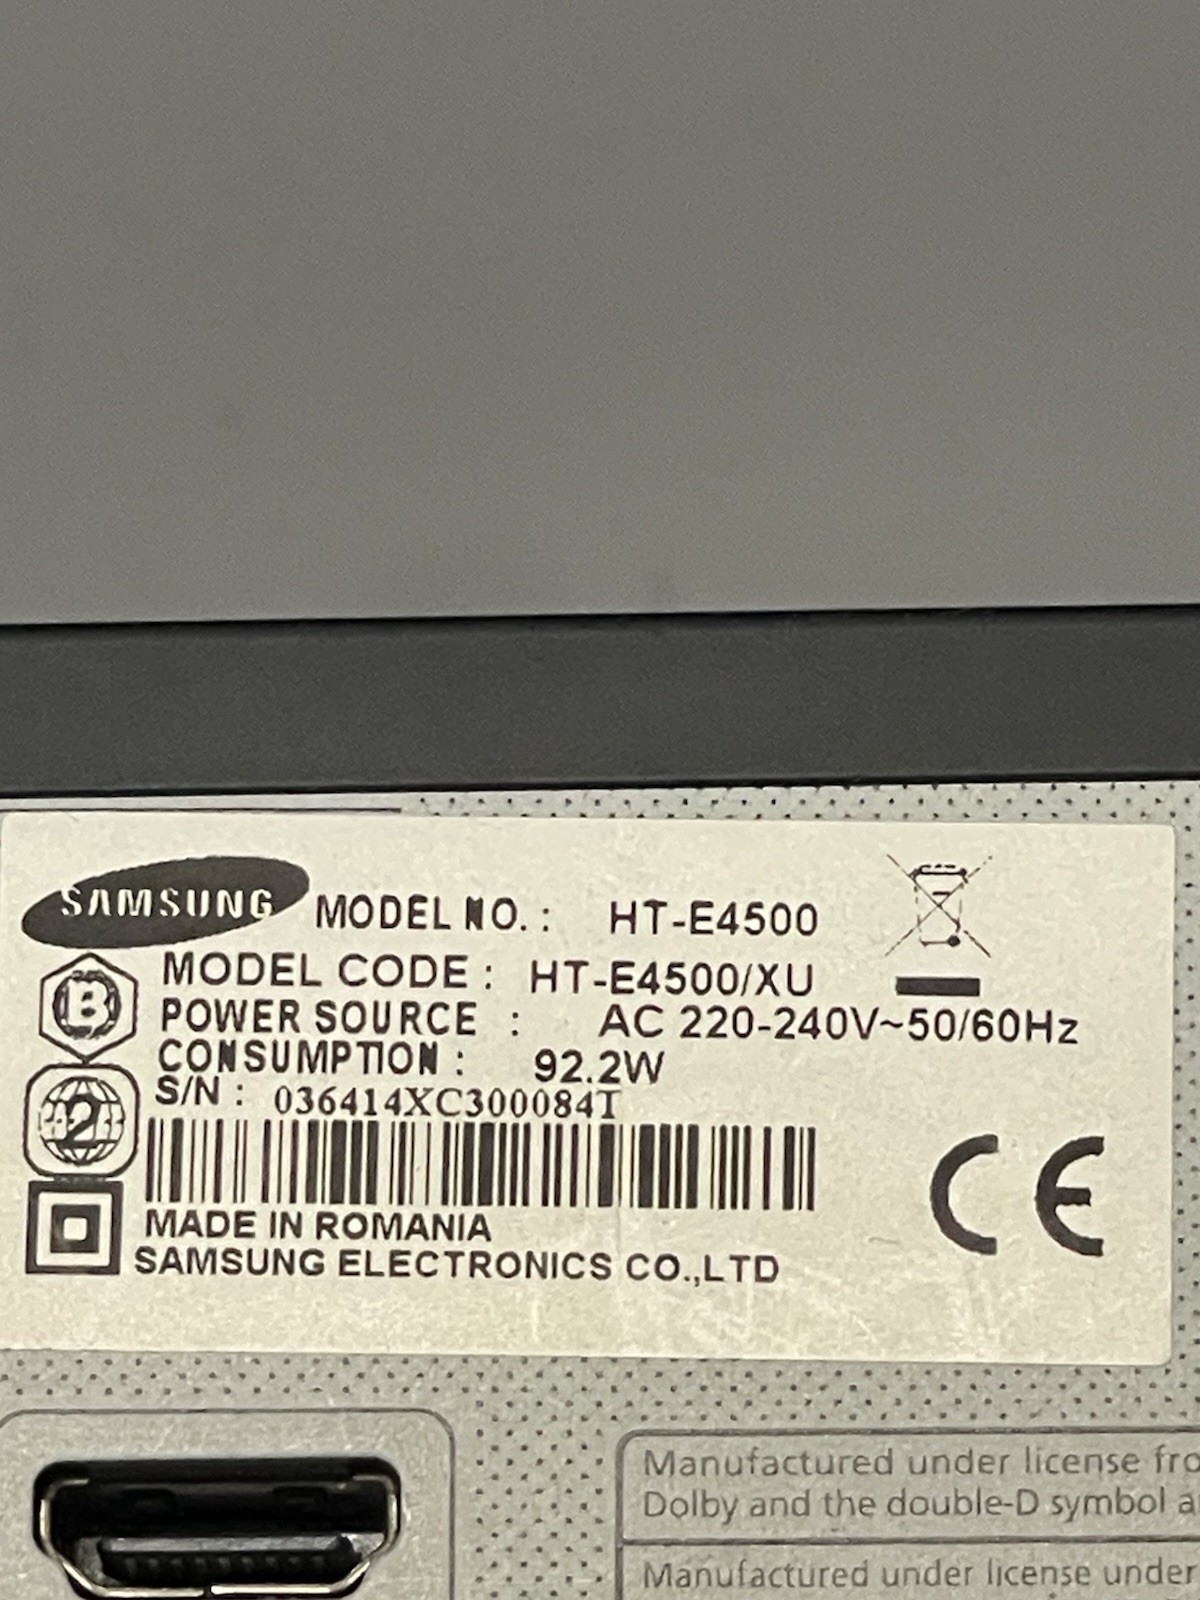 SAMSUNG MODEL NO. : HT-E4500
MODEL CODE : HT-E4500/XU
B
POWER SOURCE : AC 220-240V~50/60Hz
CONSUMPTION : 92.2W
S/N : 036414XC300084T
2
MADE IN ROMANIA
SAMSUNG ELECTRONICS CO.,LTD
CE
Manufactured under license fro
Dolby and the double-D symbol a
Manufactured under license under